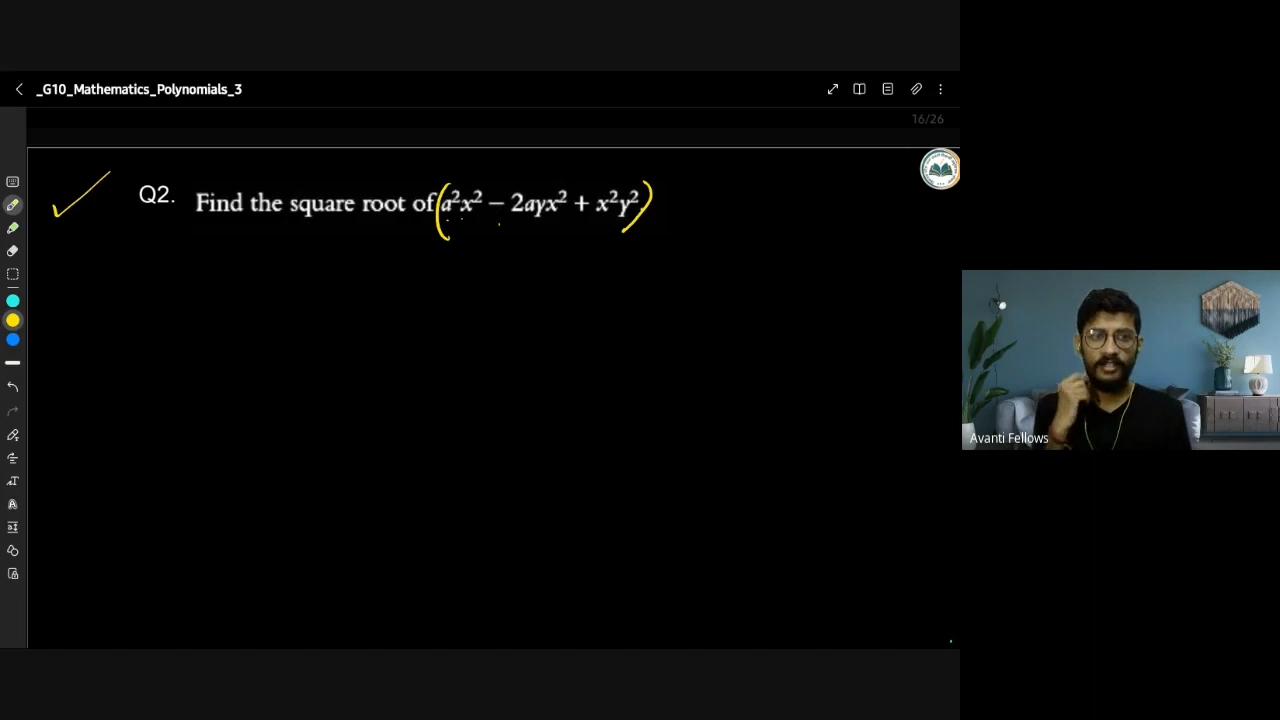 _G10_Mathematics_Polynomials_3
16/26
Q2. Find the square root of (a²x² − 2ayx² + x²y²)
Avanti Fellows